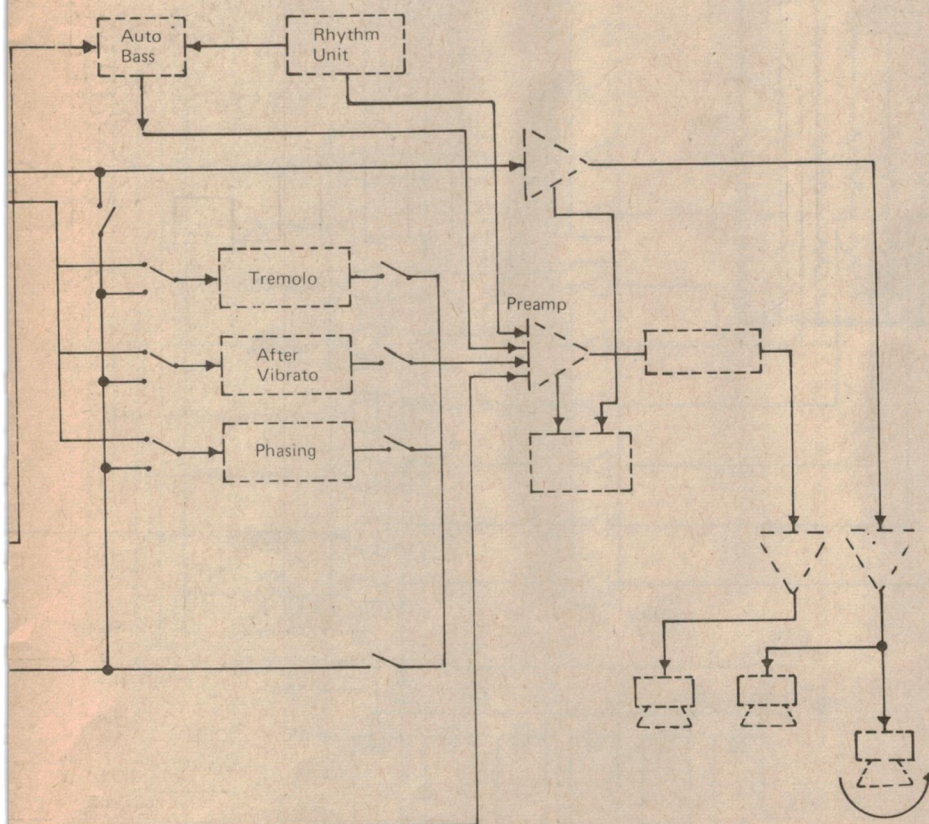 Auto
Bass
Rhythm
Unit
Tremolo
Preamp
After
Vibrato
Phasing